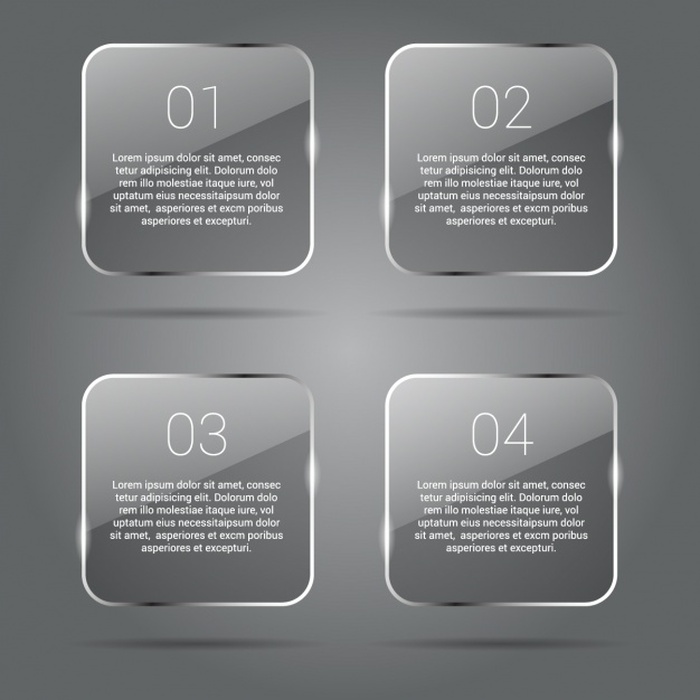 01
Lorem ipsum dolor sit amet, consec
tetur adipisicing elit. Dolorum dolo
rem illo molestiae itaque iure, vol
uptatum eius necessitaipsum dolor
sit amet,  asperiores et excm poribus
asperiores et excepturi.
02
Lorem ipsum dolor sit amet, consec
tetur adipisicing elit. Dolorum dolo
rem illo molestiae itaque iure, vol
uptatum eius necessitaipsum dolor
sit amet,  asperiores et excm poribus
asperiores et excepturi.
03
Lorem ipsum dolor sit amet, consec
tetur adipisicing elit. Dolorum dolo
rem illo molestiae itaque iure, vol
uptatum eius necessitaipsum dolor
sit amet,  asperiores et excm poribus
asperiores et excepturi.
04
Lorem ipsum dolor sit amet, consec
tetur adipisicing elit. Dolorum dolo
rem illo molestiae itaque iure, vol
uptatum eius necessitaipsum dolor
sit amet,  asperiores et excm poribus
asperiores et excepturi.